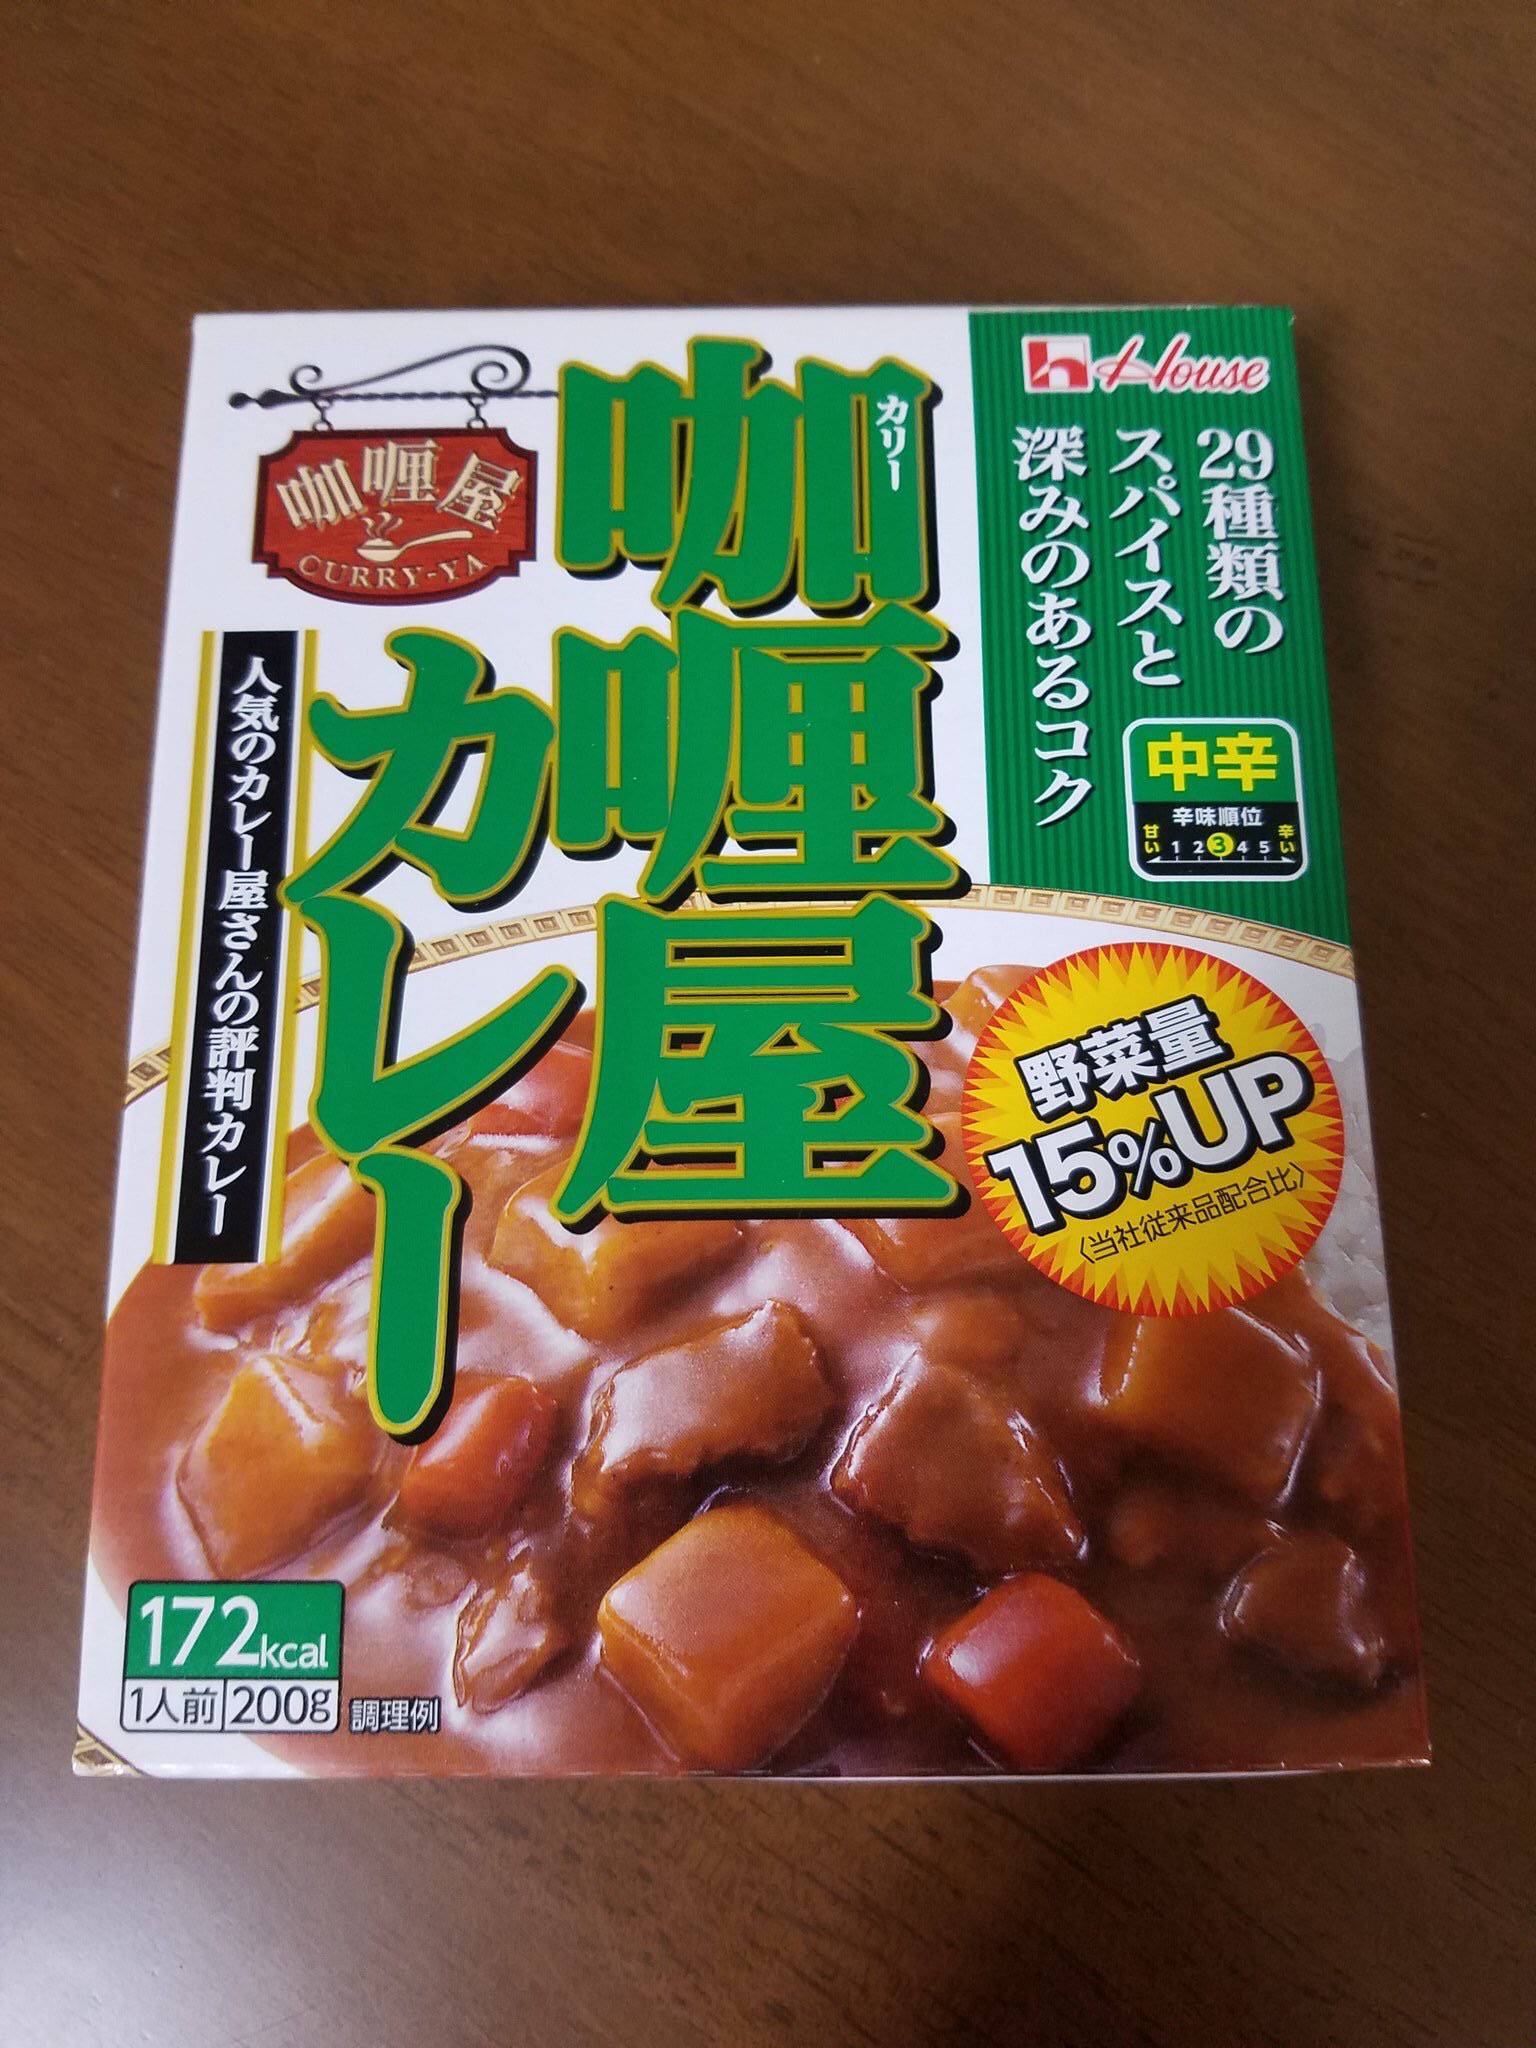 House
29種類の
スパイスと
深みのあるコク
中辛
辛味順位
甘い 1 2 3 4 5 辛い
カリー
咖喱屋
カレー
咖喱屋
CURRY-YA
人気のカレー屋さんの評判カレー
野菜量
15%UP
〈当社従来品配合比〉
172kcal
1人前 200g
調理例